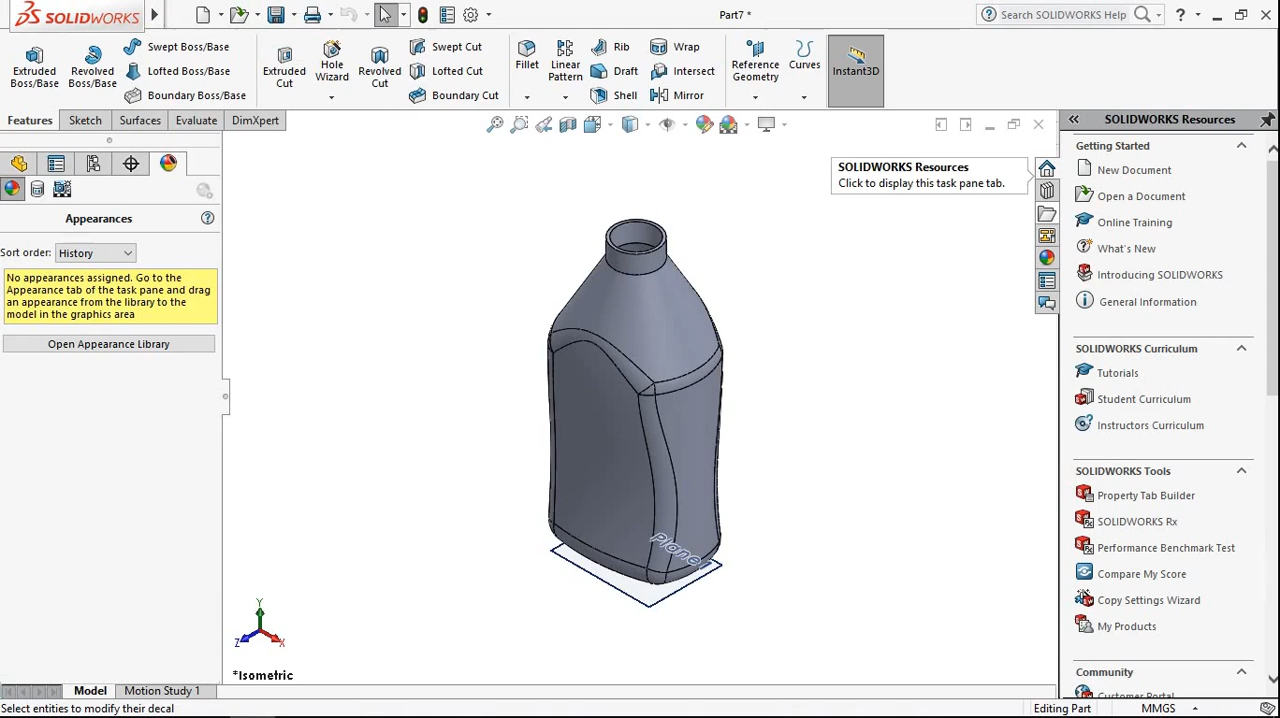 SOLIDWORKS
Part7 *
Search SOLIDWORKS Help
Extruded Boss/Base
Revolved Boss/Base
Swept Boss/Base
Lofted Boss/Base
Boundary Boss/Base
Extruded Cut
Hole Wizard
Revolved Cut
Swept Cut
Lofted Cut
Boundary Cut
Fillet
Linear Pattern
Rib
Draft
Shell
Wrap
Intersect
Mirror
Reference Geometry
Curves
Instant3D
Features
Sketch
Surfaces
Evaluate
DimXpert
Appearances
Sort order:
History
No appearances assigned. Go to the
Appearance tab of the task pane and drag
an appearance from the library to the
model in the graphics area
Open Appearance Library
SOLIDWORKS Resources
Click to display this task pane tab.
Plane1
Y
Z
X
*Isometric
SOLIDWORKS Resources
Getting Started
New Document
Open a Document
Online Training
What's New
Introducing SOLIDWORKS
General Information
SOLIDWORKS Curriculum
Tutorials
Student Curriculum
Instructors Curriculum
SOLIDWORKS Tools
Property Tab Builder
SOLIDWORKS Rx
Performance Benchmark Test
Compare My Score
Copy Settings Wizard
My Products
Community
Customer Portal
Model
Motion Study 1
Select entities to modify their decal
Editing Part
MMGS